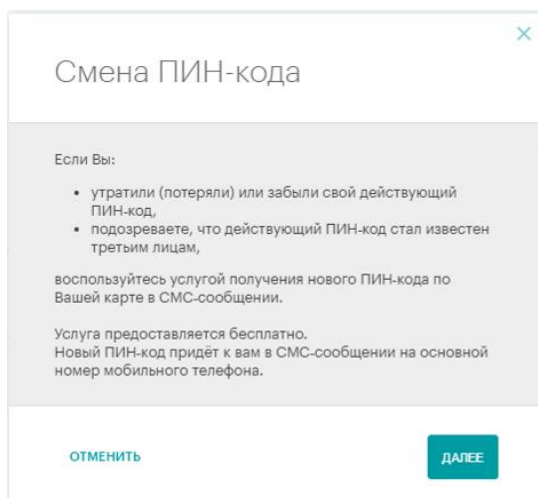 Смена ПИН-кода
Если Вы:
• утратили (потеряли) или забыли свой действующий
ПИН-код,
• подозреваете, что действующий ПИН-код стал известен
третьим лицам,
воспользуйтесь услугой получения нового ПИН-кода по
Вашей карте в СМС-сообщении.
Услуга предоставляется бесплатно.
Новый ПИН-код придёт к вам в СМС-сообщении на основной
номер мобильного телефона.
ОТМЕНИТЬ
ДАЛЕЕ